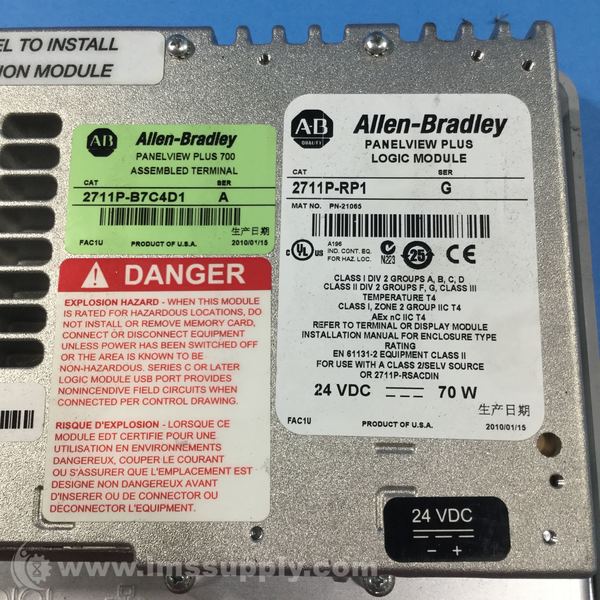 EL TO INSTALL
ION MODULE
AB
Allen-Bradley
PANELVIEW PLUS 700
ASSEMBLED TERMINAL
CAT SER
2711P-B7C4D1 A
生产日期
FAC1U PRODUCT OF U.S.A. 2010/01/15
DANGER
EXPLOSION HAZARD - WHEN THIS MODULE
IS RATED FOR HAZARDOUS LOCATIONS, DO
NOT INSTALL OR REMOVE MEMORY CARD,
CONNECT OR DISCONNECT EQUIPMENT
UNLESS POWER HAS BEEN SWITCHED OFF
OR THE AREA IS KNOWN TO BE
NON-HAZARDOUS. SERIES C OR LATER
LOGIC MODULE USB PORT PROVIDES
NONINCENDIVE FIELD CIRCUITS WHEN
CONNECTED PER CONTROL DRAWING.
RISQUE D'EXPLOSION - LORSQUE CE
MODULE EDT CERTIFIE POUR UNE
UTILISATION EN ENVIRONNEMENTS
DANGEREUX, COUPER LE COURANT
OU S'ASSURER QUE L'EMPLACEMENT EST
DESIGNE NON DANGEREUX AVANT
D'INSERER OU DE CONNECTOR OU
DECONNECTOR L'EQUIPEMENT.
AB
QUALITY
Allen-Bradley
PANELVIEW PLUS
LOGIC MODULE
CAT SER
2711P-RP1 G
MAT NO. PN-21065
c UL us
A196
IND. CONT. EQ.
FOR HAZ. LOC.
N223
25
CE
CLASS I DIV 2 GROUPS A, B, C, D
CLASS II DIV 2 GROUPS F, G, CLASS III
TEMPERATURE T4
CLASS I, ZONE 2 GROUP IIC T4
AEx nC IIC T4
REFER TO TERMINAL OR DISPLAY MODULE
INSTALLATION MANUAL FOR ENCLOSURE TYPE
RATING
EN 61131-2 EQUIPMENT CLASS II
FOR USE WITH A CLASS 2/SELV SOURCE
OR 2711P-RSACDIN
24 VDC 70 W
生产日期
FAC1U PRODUCT OF U.S.A. 2010/01/15
24 VDC
- +
© www.imssupply.com